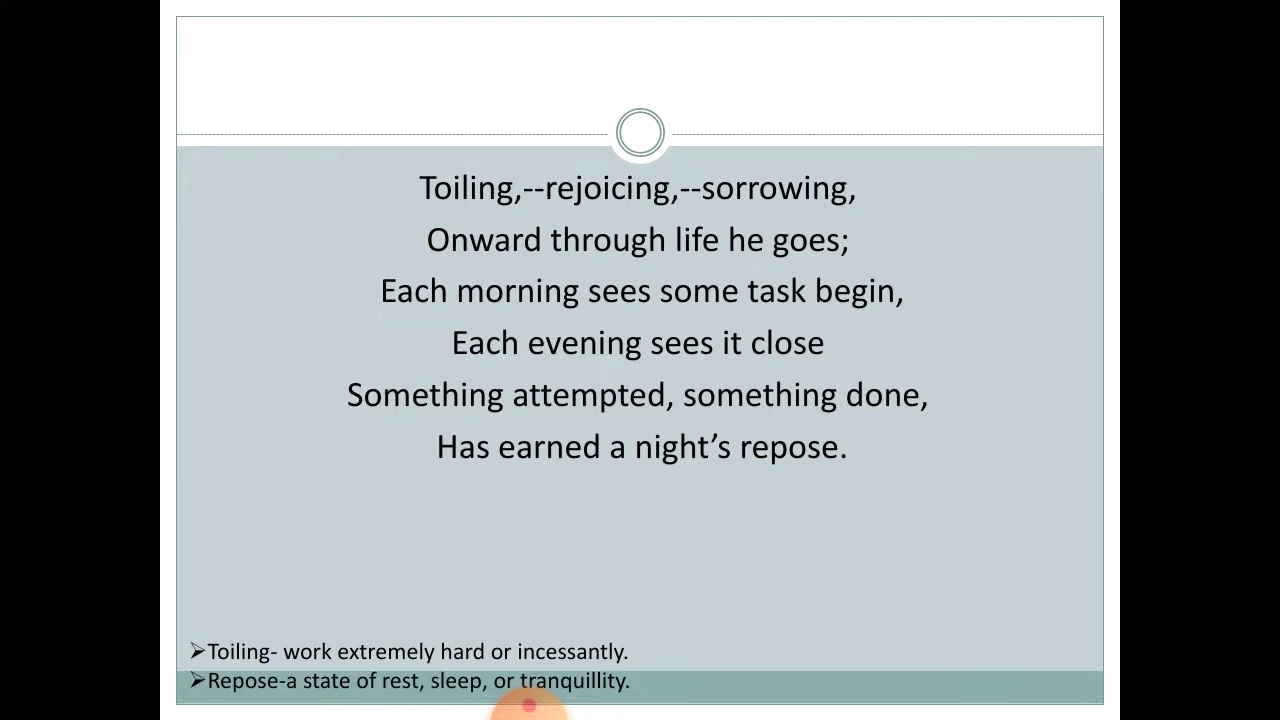 Toiling,--rejoicing,--sorrowing,
Onward through life he goes;
Each morning sees some task begin,
Each evening sees it close
Something attempted, something done,
Has earned a night’s repose.
➢Toiling- work extremely hard or incessantly.
➢Repose-a state of rest, sleep, or tranquillity.